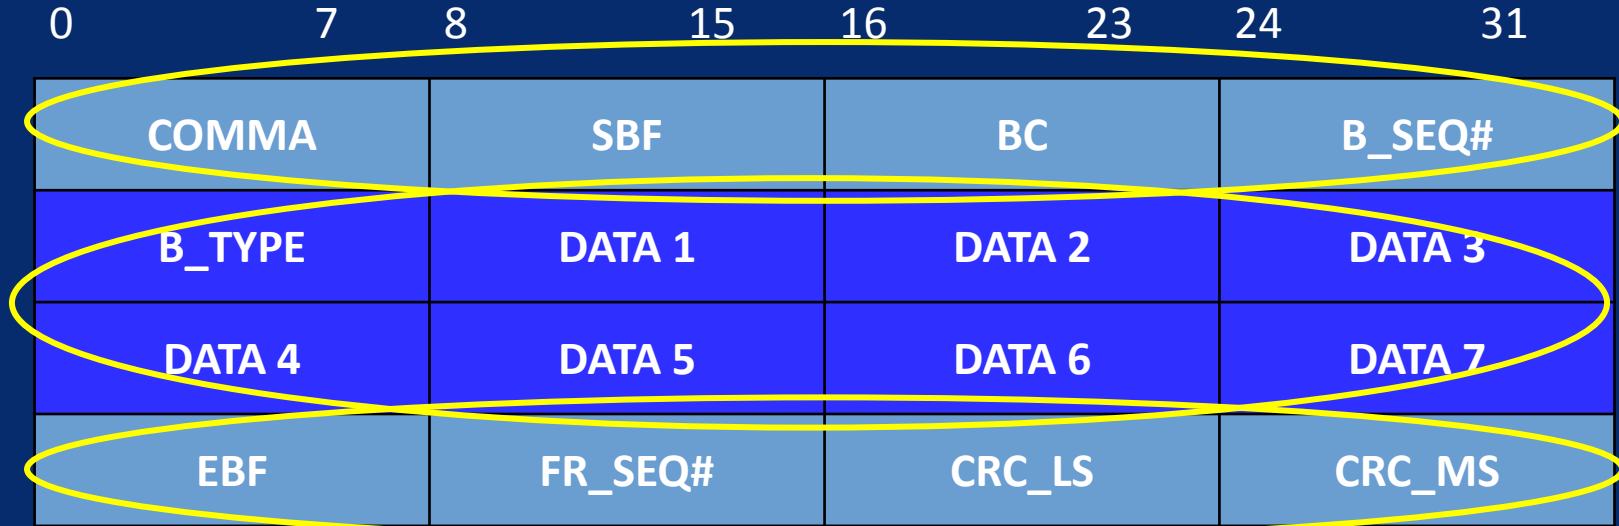 0 7 8 15 16 23 24 31
COMMA SBF BC B_SEQ#
B_TYPE DATA 1 DATA 2 DATA 3
DATA 4 DATA 5 DATA 6 DATA 7
EBF FR_SEQ# CRC_LS CRC_MS